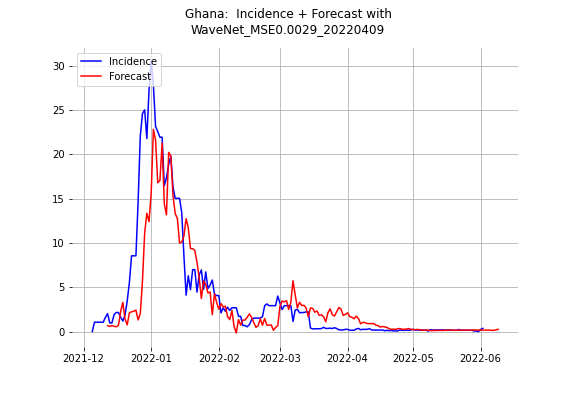 Ghana:  Incidence + Forecast with
WaveNet_MSE0.0029_20220409
Incidence
Forecast
30
25
20
15
10
5
0
2021-12 2022-01 2022-02 2022-03 2022-04 2022-05 2022-06